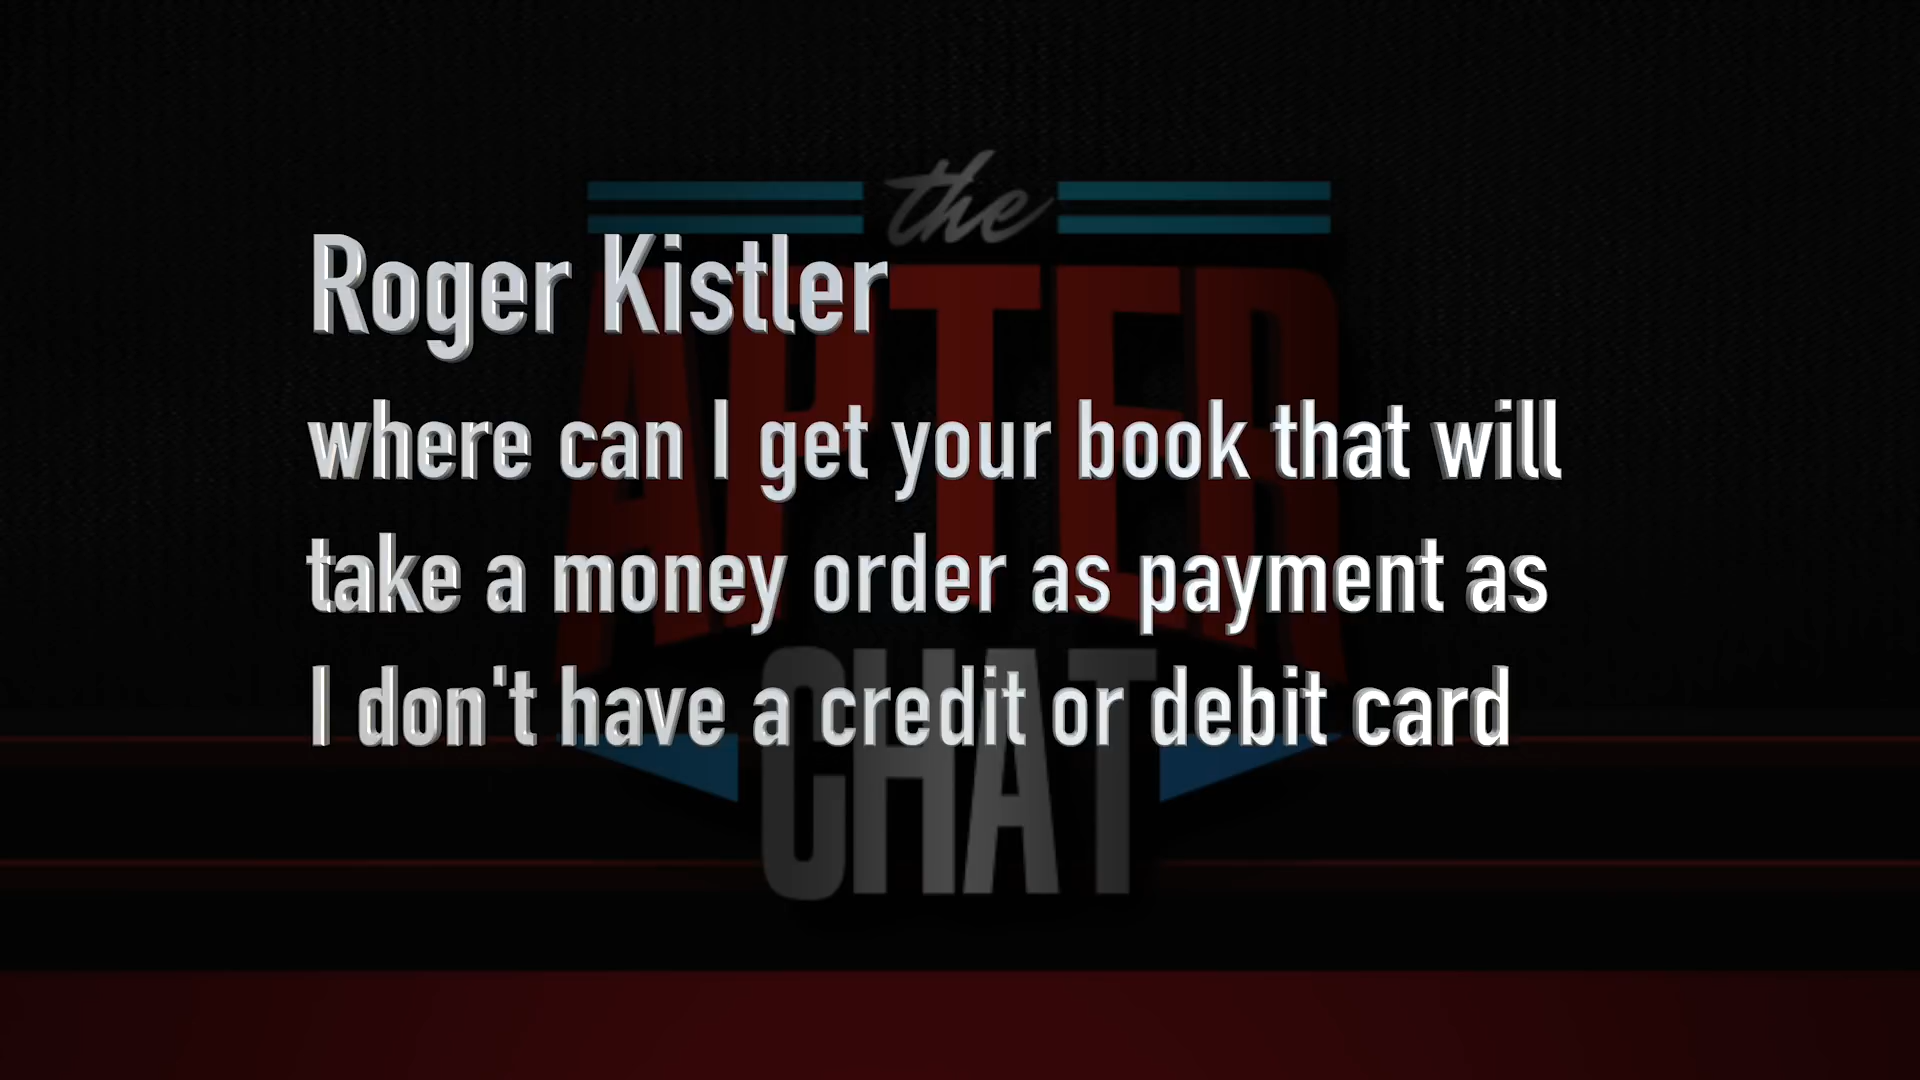 the
APTER
CHAT
Roger Kistler
where can I get your book that will
take a money order as payment as
I don't have a credit or debit card